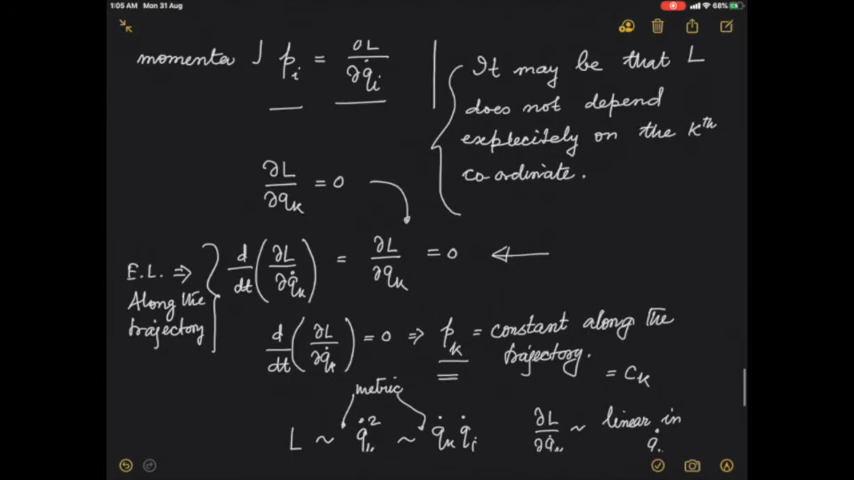 1:05 AM Mon 31 Aug
66%
momenta ⌋ p_i = ∂L/∂q̇_i
It may be that L
does not depend
explecitely on the k^th
co-ordinate.
∂L/∂q_k = 0
E.L. ⇒ d/dt(∂L/∂q̇_k) = ∂L/∂q_k = 0
Along the
trajectory
d/dt(∂L/∂q̇_k) = 0 ⇒ p_k = constant along the
trajectory.
= C_k
metric
L ~ q̇_k² ~ q̇_k q̇_i ∂L/∂q̇_k ~ linear in
q̇